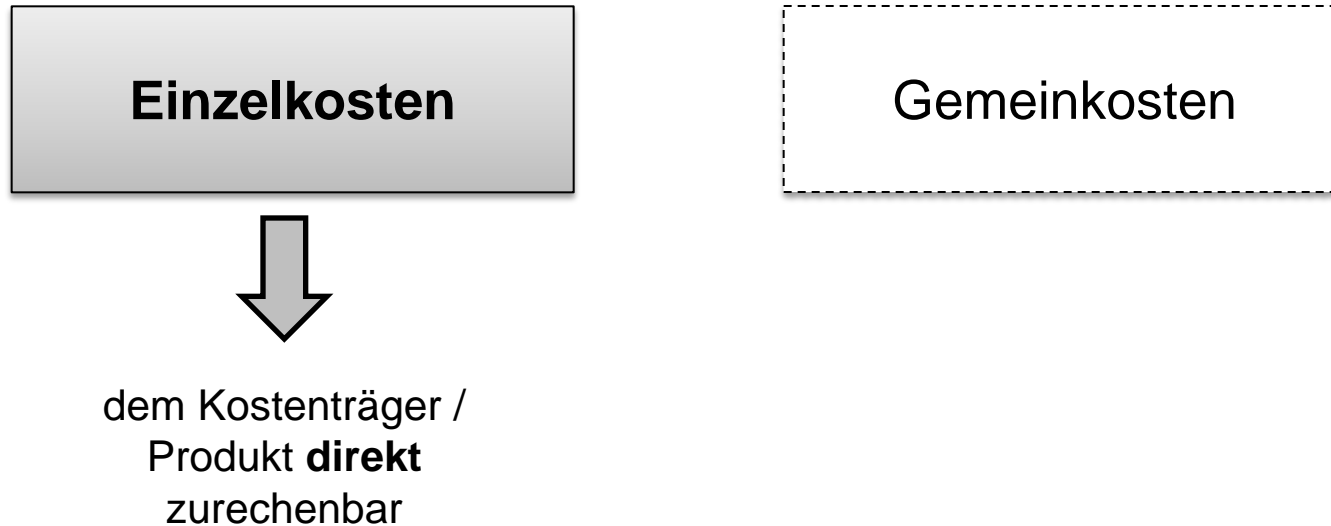 Einzelkosten
Gemeinkosten
dem Kostenträger /
Produkt direkt
zurechenbar